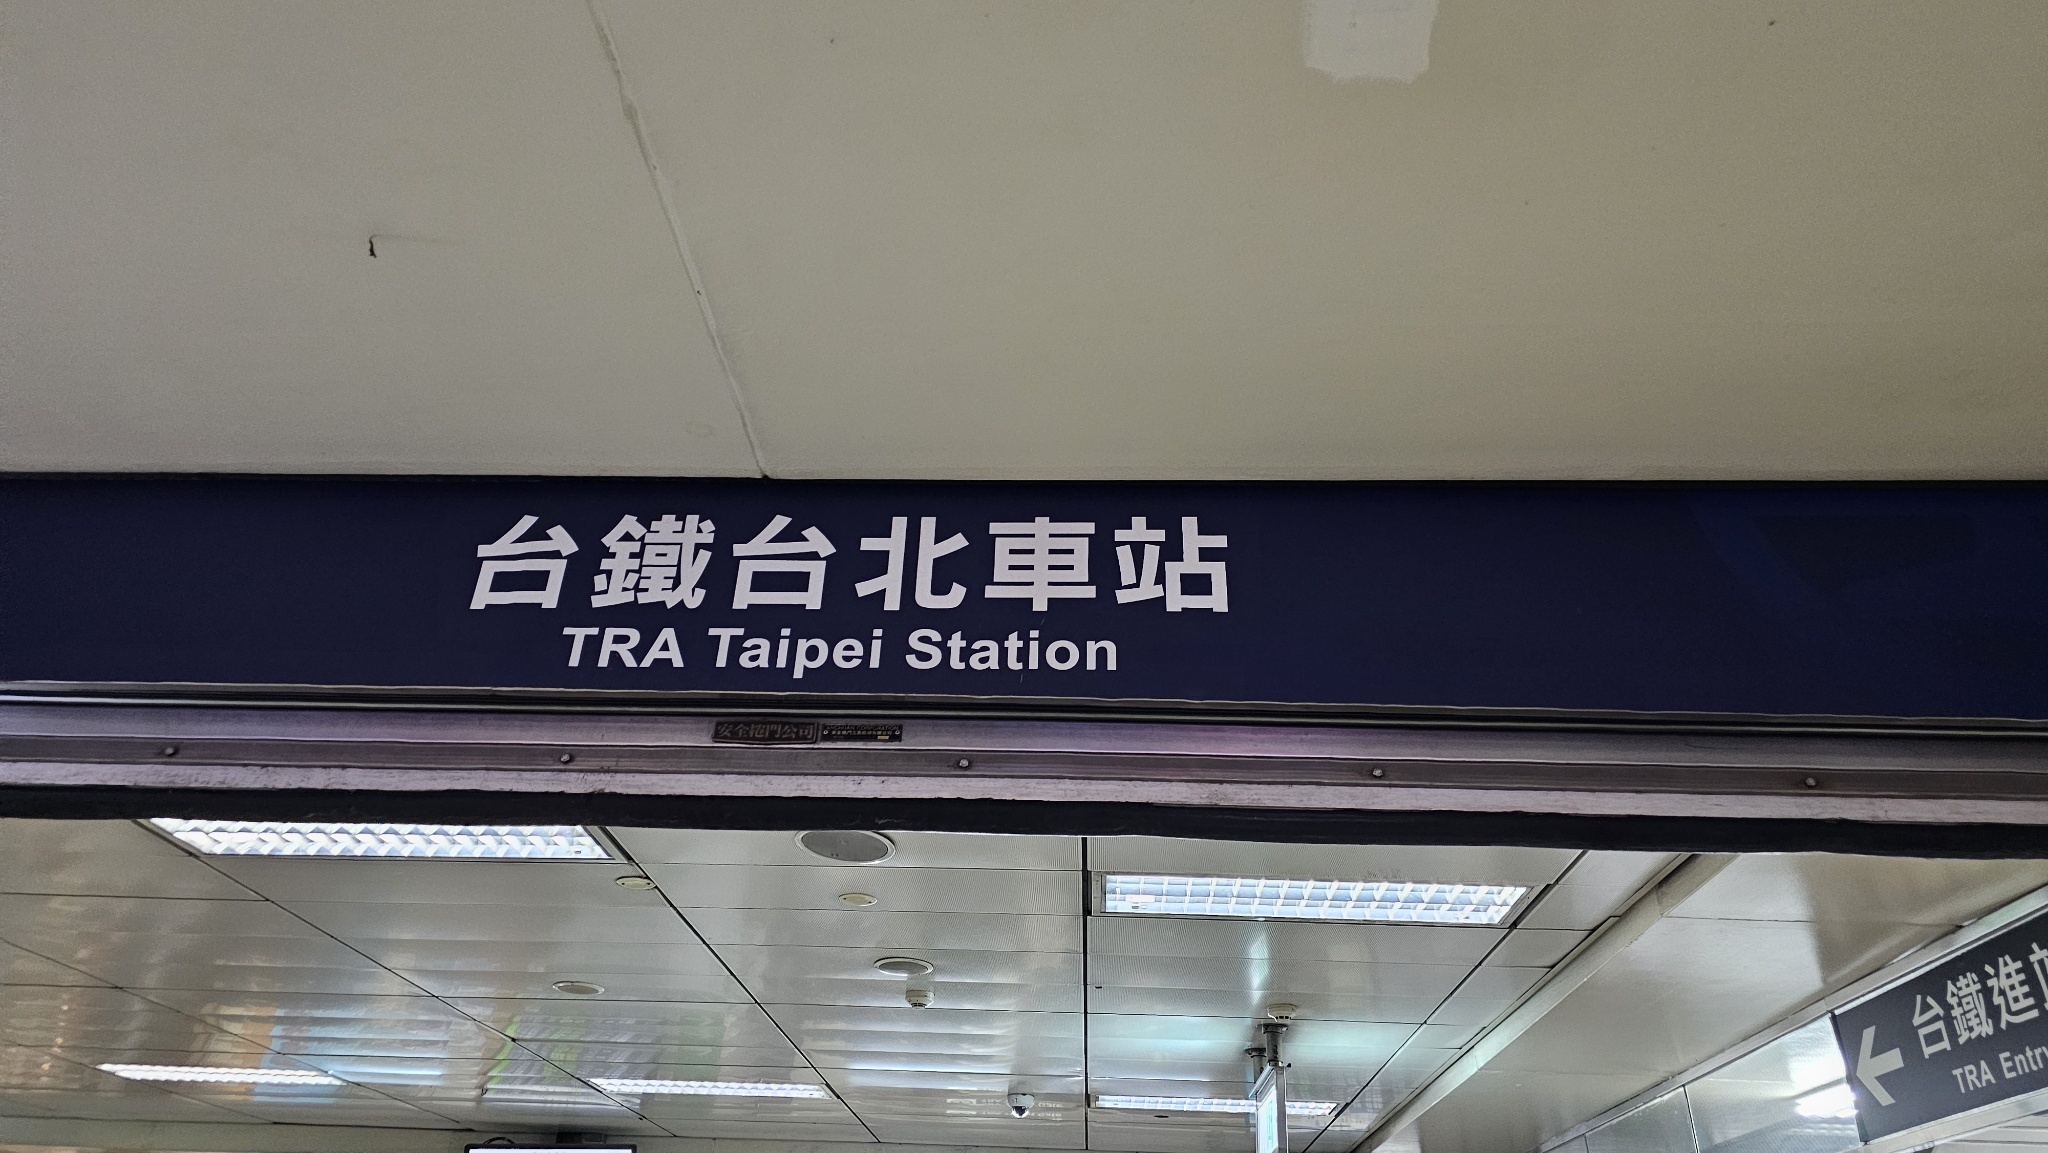 台鐵台北車站
TRA Taipei Station
安全捲門公司
台鐵進
TRA Entry